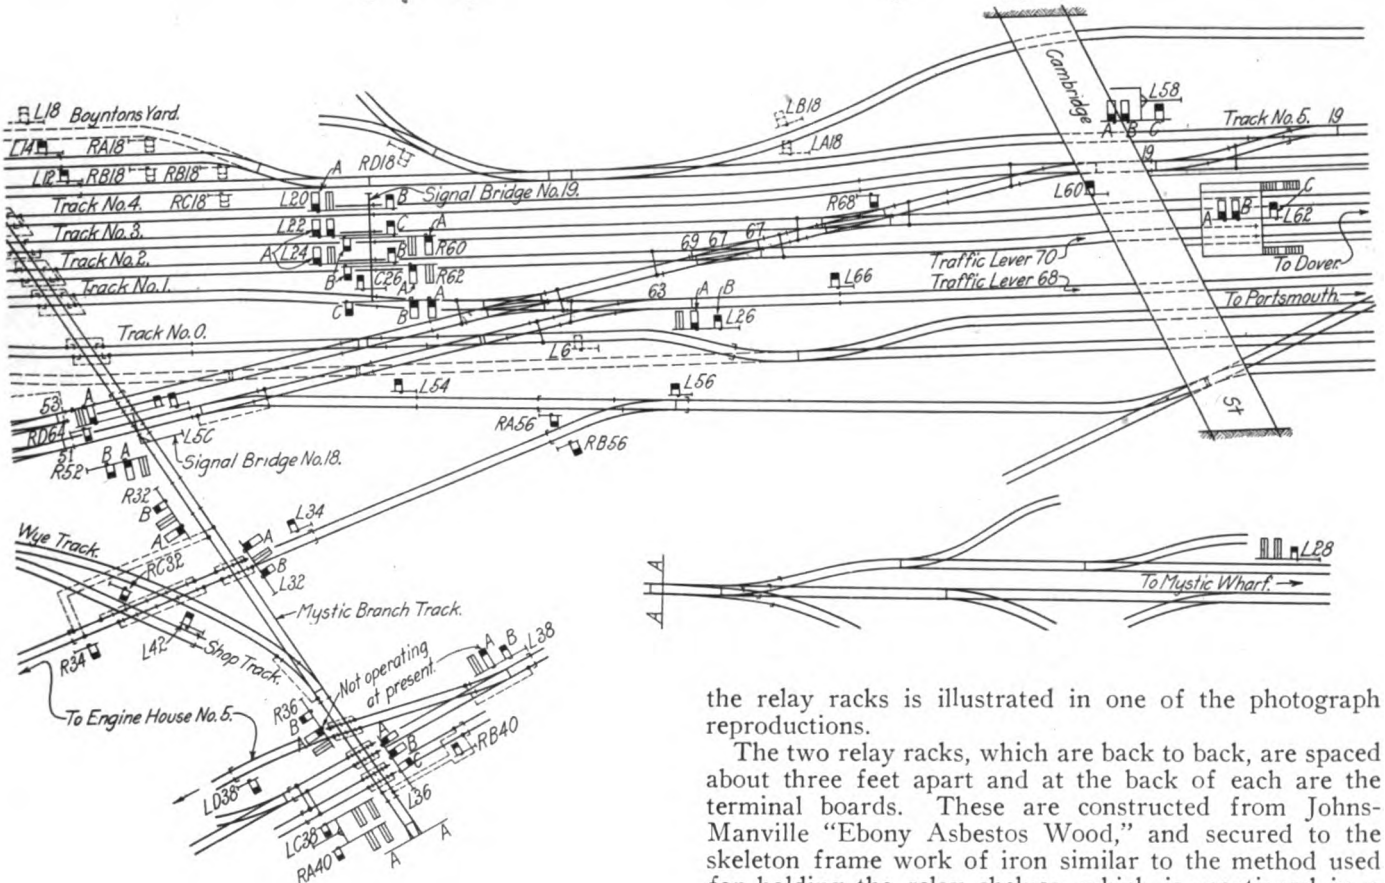 L18 Boyntons Yard.
L14 RA18
L12 RB18 RB18
RC18
RD18
LB18
LA18
Cambridge
L58
A B C
Track No. 5. 19
19
Track No. 4.
L20 A
B Signal Bridge No. 19.
R68
L60
A B C
L62
Track No. 3.
L22
C A
Track No. 2.
A L24
B R60
69 67 67
Traffic Lever 70
To Dover.
Track No. 1.
B C26 A R62
L66
Traffic Lever 68
To Portsmouth.
C B A
63
A B
L26
Track No. 0.
L6
53 A
L54
L56
RD64
RA56
RB56
St
51
L50
R52 B A
Signal Bridge No. 18.
R32
B
A
L34
Wye Track.
RC32
A
B
L32
L28
To Mystic Wharf.
A
A
Mystic Branch Track.
R34
L42
Shop Track.
Not operating
at present.
A B L38
R36
B
A
To Engine House No. 5.
A
B
C
RB40
LD38
L36
LC38
RA40
A A
the relay racks is illustrated in one of the photograph
reproductions.
The two relay racks, which are back to back, are spaced
about three feet apart and at the back of each are the
terminal boards. These are constructed from Johns-
Manville “Ebony Asbestos Wood,” and secured to the
skeleton frame work of iron similar to the method used